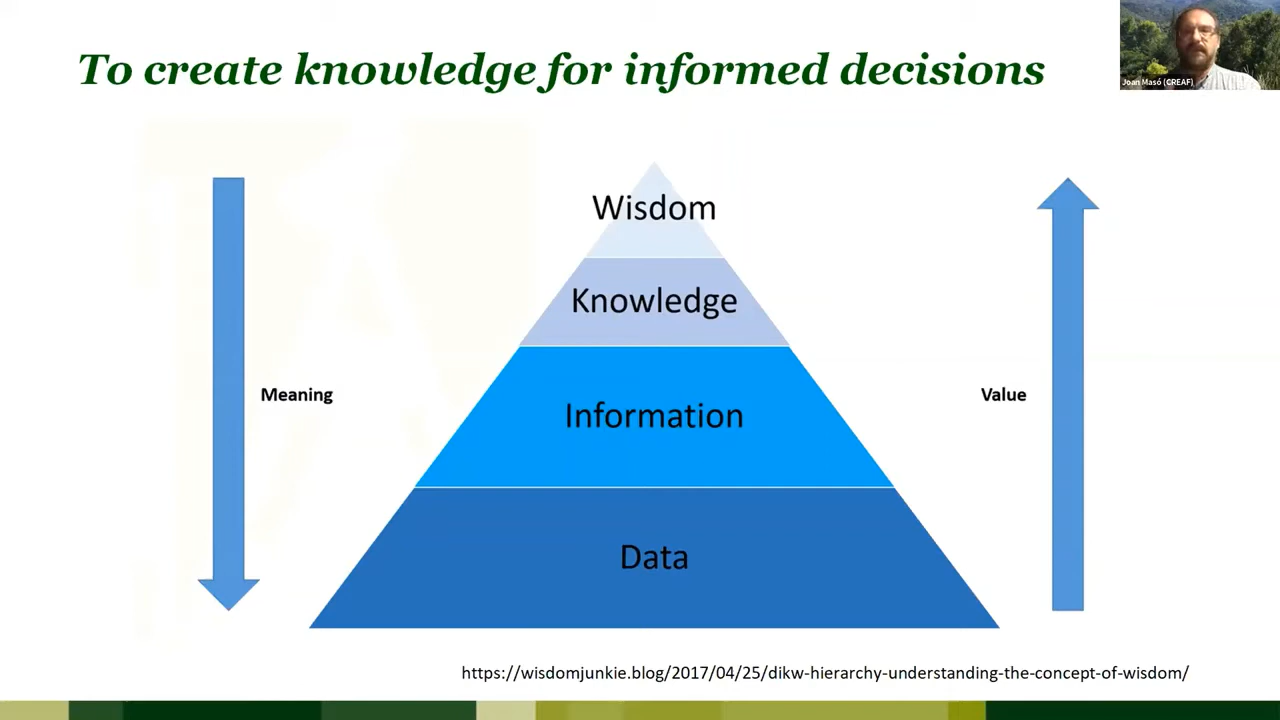 To create knowledge for informed decisions
Joan Masó (CREAF)
Wisdom
Knowledge
Meaning
Value
Information
Data
https://wisdomjunkie.blog/2017/04/25/dikw-hierarchy-understanding-the-concept-of-wisdom/